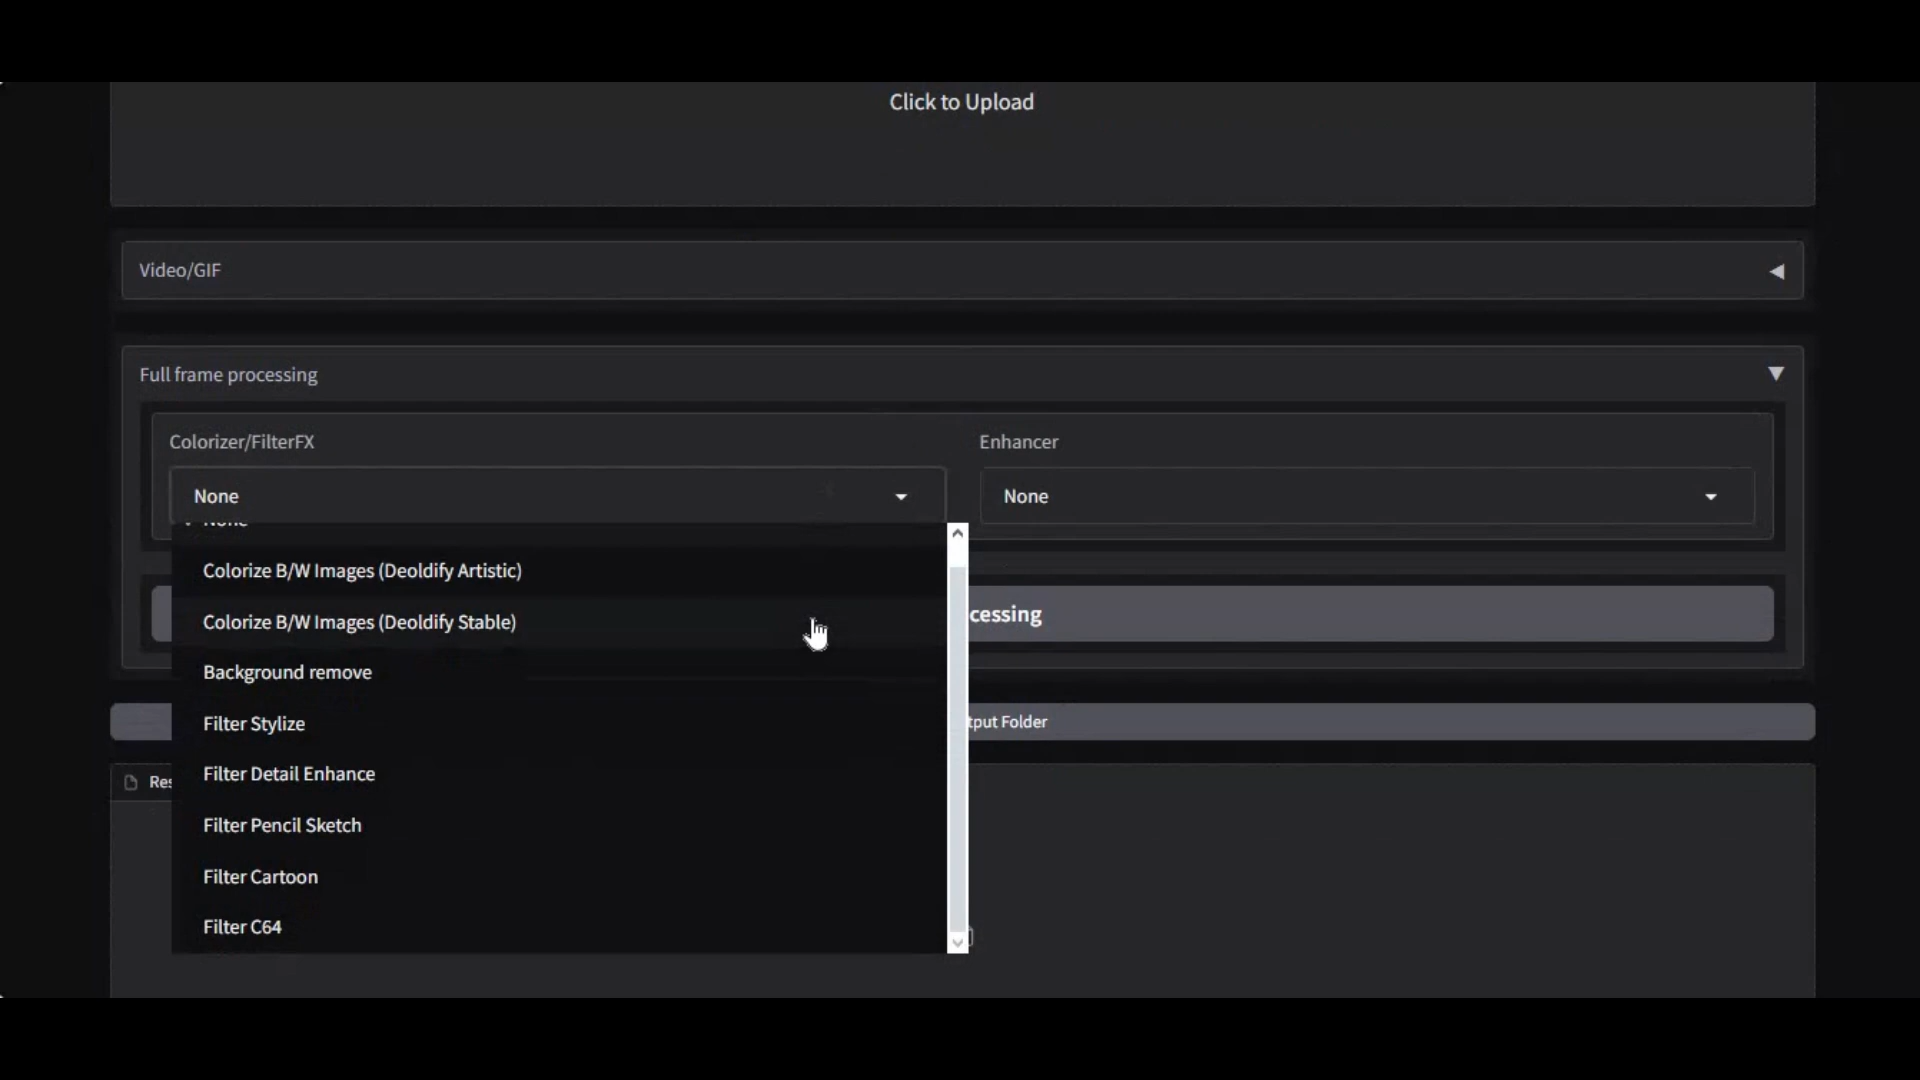 Click to Upload
Video/GIF
Full frame processing
Colorizer/FilterFX
Enhancer
None
None
None
Colorize B/W Images (Deoldify Artistic)
Colorize B/W Images (Deoldify Stable)
cessing
Background remove
Filter Stylize
tput Folder
Filter Detail Enhance
Res
Filter Pencil Sketch
Filter Cartoon
Filter C64